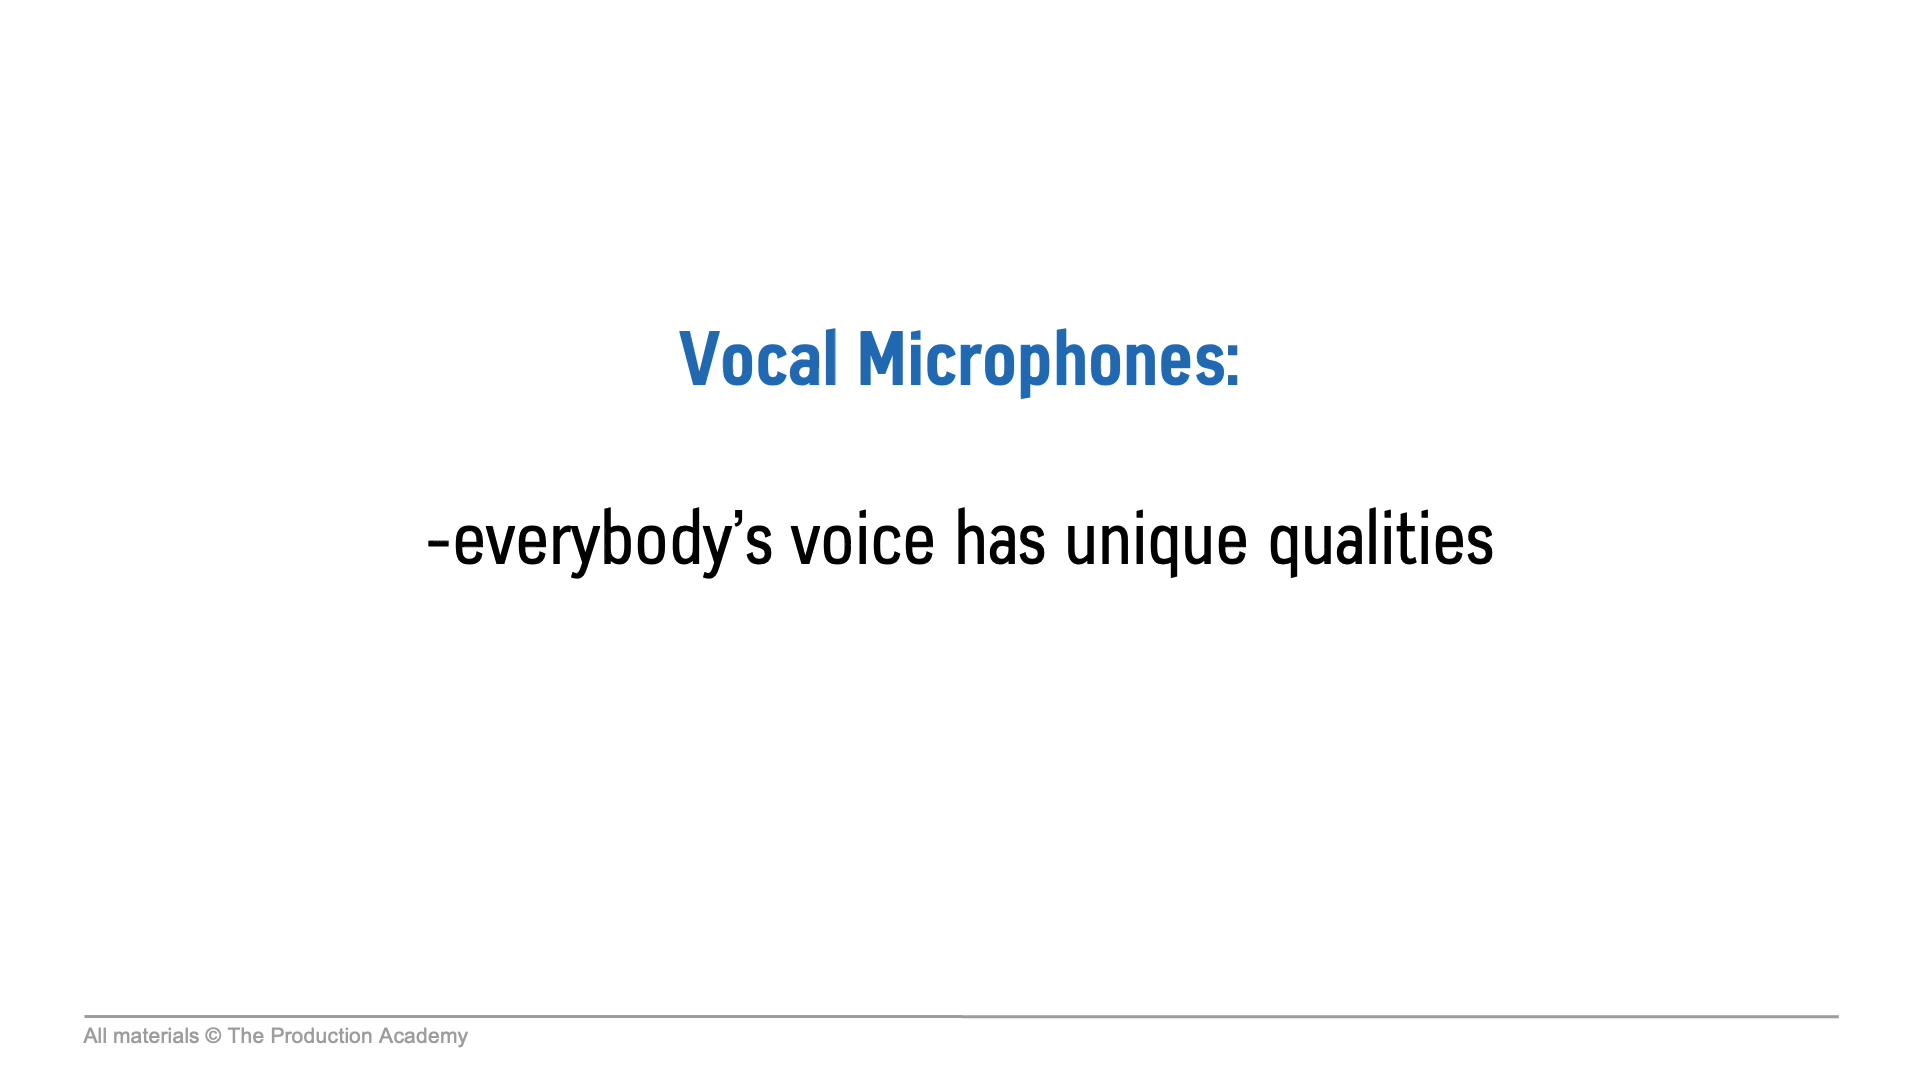 Vocal Microphones:
-everybody’s voice has unique qualities
All materials © The Production Academy